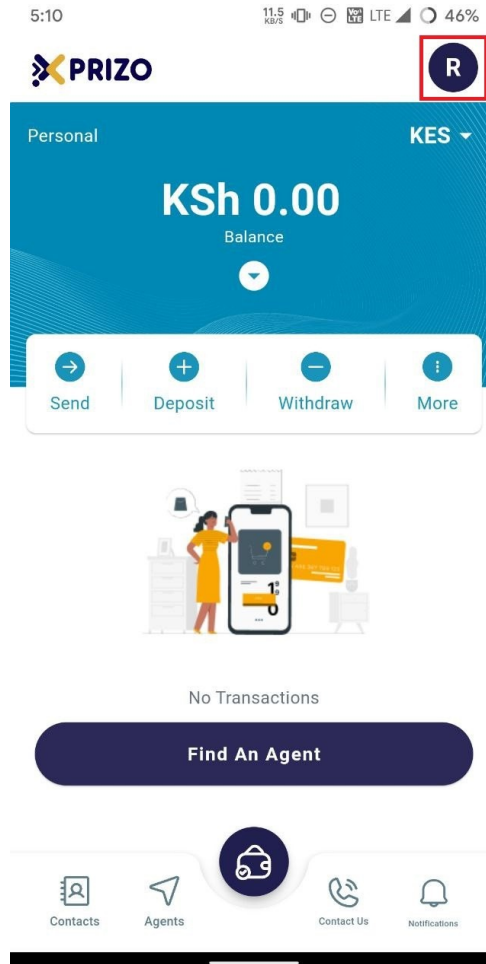 5:10 11.5 KB/S VoLTE LTE 46%
PRIZO R
Personal KES
KSh 0.00
Balance
Send Deposit Withdraw More
No Transactions
Find An Agent
Contacts Agents Contact Us Notifications